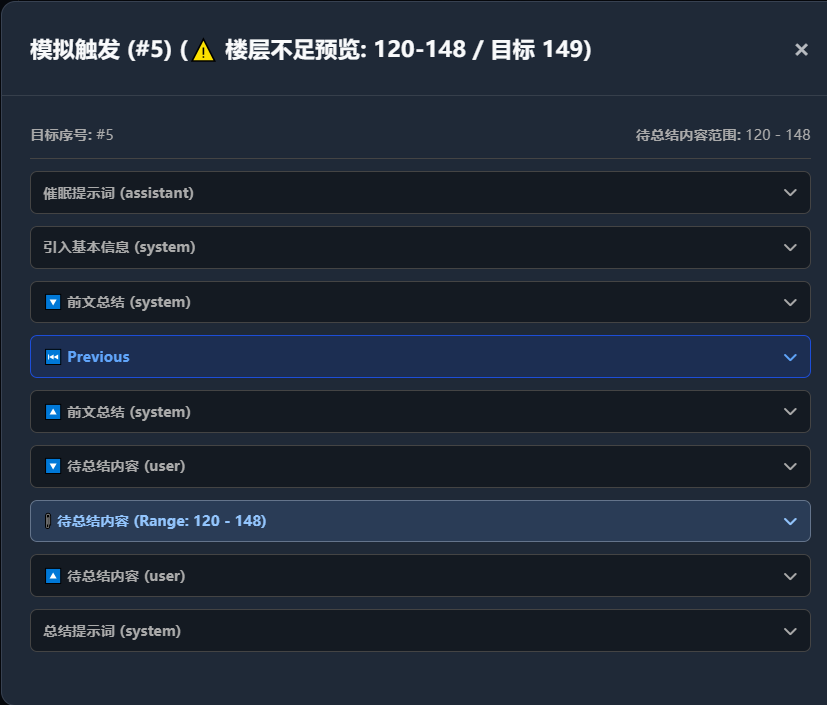 模拟触发 (#5) (⚠️ 楼层不足预览: 120-148 / 目标 149)
目标序号: #5
待总结内容范围: 120 - 148
催眠提示词 (assistant)
引入基本信息 (system)
🔽 前文总结 (system)
⏮️ Previous
🔼 前文总结 (system)
🔽 待总结内容 (user)
待总结内容 (Range: 120 - 148)
🔼 待总结内容 (user)
总结提示词 (system)